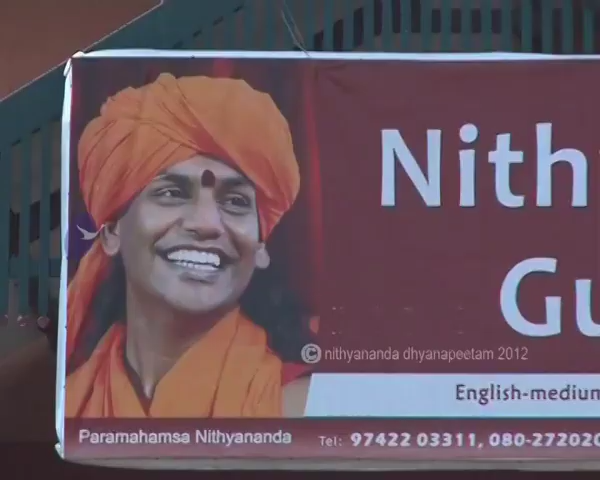 Nith
Gu
© nithyananda dhyanapeetam 2012
English-medium
Paramahamsa Nithyananda Tel: 97422 03311, 080-272020